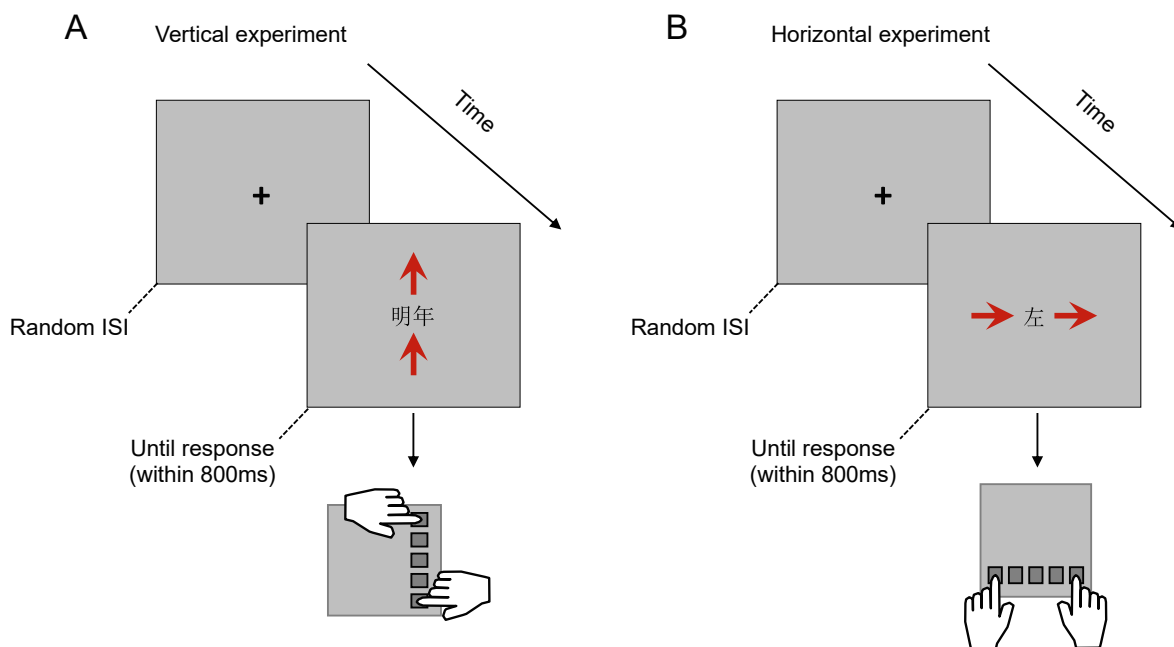 A
Vertical experiment
Time
+
Random ISI
明年
Until response
(within 800ms)
B
Horizontal experiment
Time
+
Random ISI
左
Until response
(within 800ms)